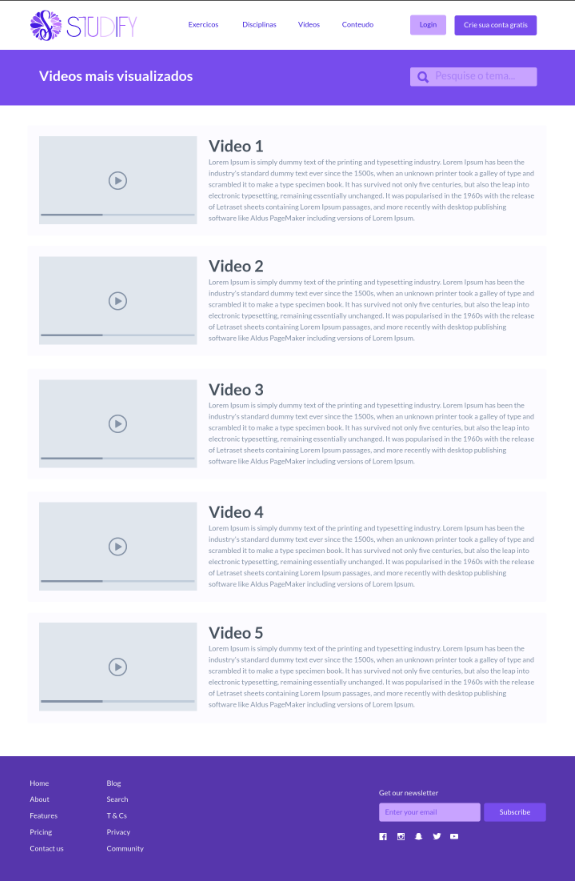 STUDIFY
Exercicos Disciplinas Videos Conteudo Login Crie sua conta gratis
Videos mais visualizados
Pesquise o tema...
Video 1
Lorem Ipsum is simply dummy text of the printing and typesetting industry. Lorem Ipsum has been the
industry's standard dummy text ever since the 1500s, when an unknown printer took a galley of type and
scrambled it to make a type specimen book. It has survived not only five centuries, but also the leap into
electronic typesetting, remaining essentially unchanged. It was popularised in the 1960s with the release
of Letraset sheets containing Lorem Ipsum passages, and more recently with desktop publishing
software like Aldus PageMaker including versions of Lorem Ipsum.
Video 2
Lorem Ipsum is simply dummy text of the printing and typesetting industry. Lorem Ipsum has been the
industry's standard dummy text ever since the 1500s, when an unknown printer took a galley of type and
scrambled it to make a type specimen book. It has survived not only five centuries, but also the leap into
electronic typesetting, remaining essentially unchanged. It was popularised in the 1960s with the release
of Letraset sheets containing Lorem Ipsum passages, and more recently with desktop publishing
software like Aldus PageMaker including versions of Lorem Ipsum.
Video 3
Lorem Ipsum is simply dummy text of the printing and typesetting industry. Lorem Ipsum has been the
industry's standard dummy text ever since the 1500s, when an unknown printer took a galley of type and
scrambled it to make a type specimen book. It has survived not only five centuries, but also the leap into
electronic typesetting, remaining essentially unchanged. It was popularised in the 1960s with the release
of Letraset sheets containing Lorem Ipsum passages, and more recently with desktop publishing
software like Aldus PageMaker including versions of Lorem Ipsum.
Video 4
Lorem Ipsum is simply dummy text of the printing and typesetting industry. Lorem Ipsum has been the
industry's standard dummy text ever since the 1500s, when an unknown printer took a galley of type and
scrambled it to make a type specimen book. It has survived not only five centuries, but also the leap into
electronic typesetting, remaining essentially unchanged. It was popularised in the 1960s with the release
of Letraset sheets containing Lorem Ipsum passages, and more recently with desktop publishing
software like Aldus PageMaker including versions of Lorem Ipsum.
Video 5
Lorem Ipsum is simply dummy text of the printing and typesetting industry. Lorem Ipsum has been the
industry's standard dummy text ever since the 1500s, when an unknown printer took a galley of type and
scrambled it to make a type specimen book. It has survived not only five centuries, but also the leap into
electronic typesetting, remaining essentially unchanged. It was popularised in the 1960s with the release
of Letraset sheets containing Lorem Ipsum passages, and more recently with desktop publishing
software like Aldus PageMaker including versions of Lorem Ipsum.
Home
About
Features
Pricing
Contact us
Blog
Search
T & Cs
Privacy
Community
Get our newsletter
Enter your email Subscribe